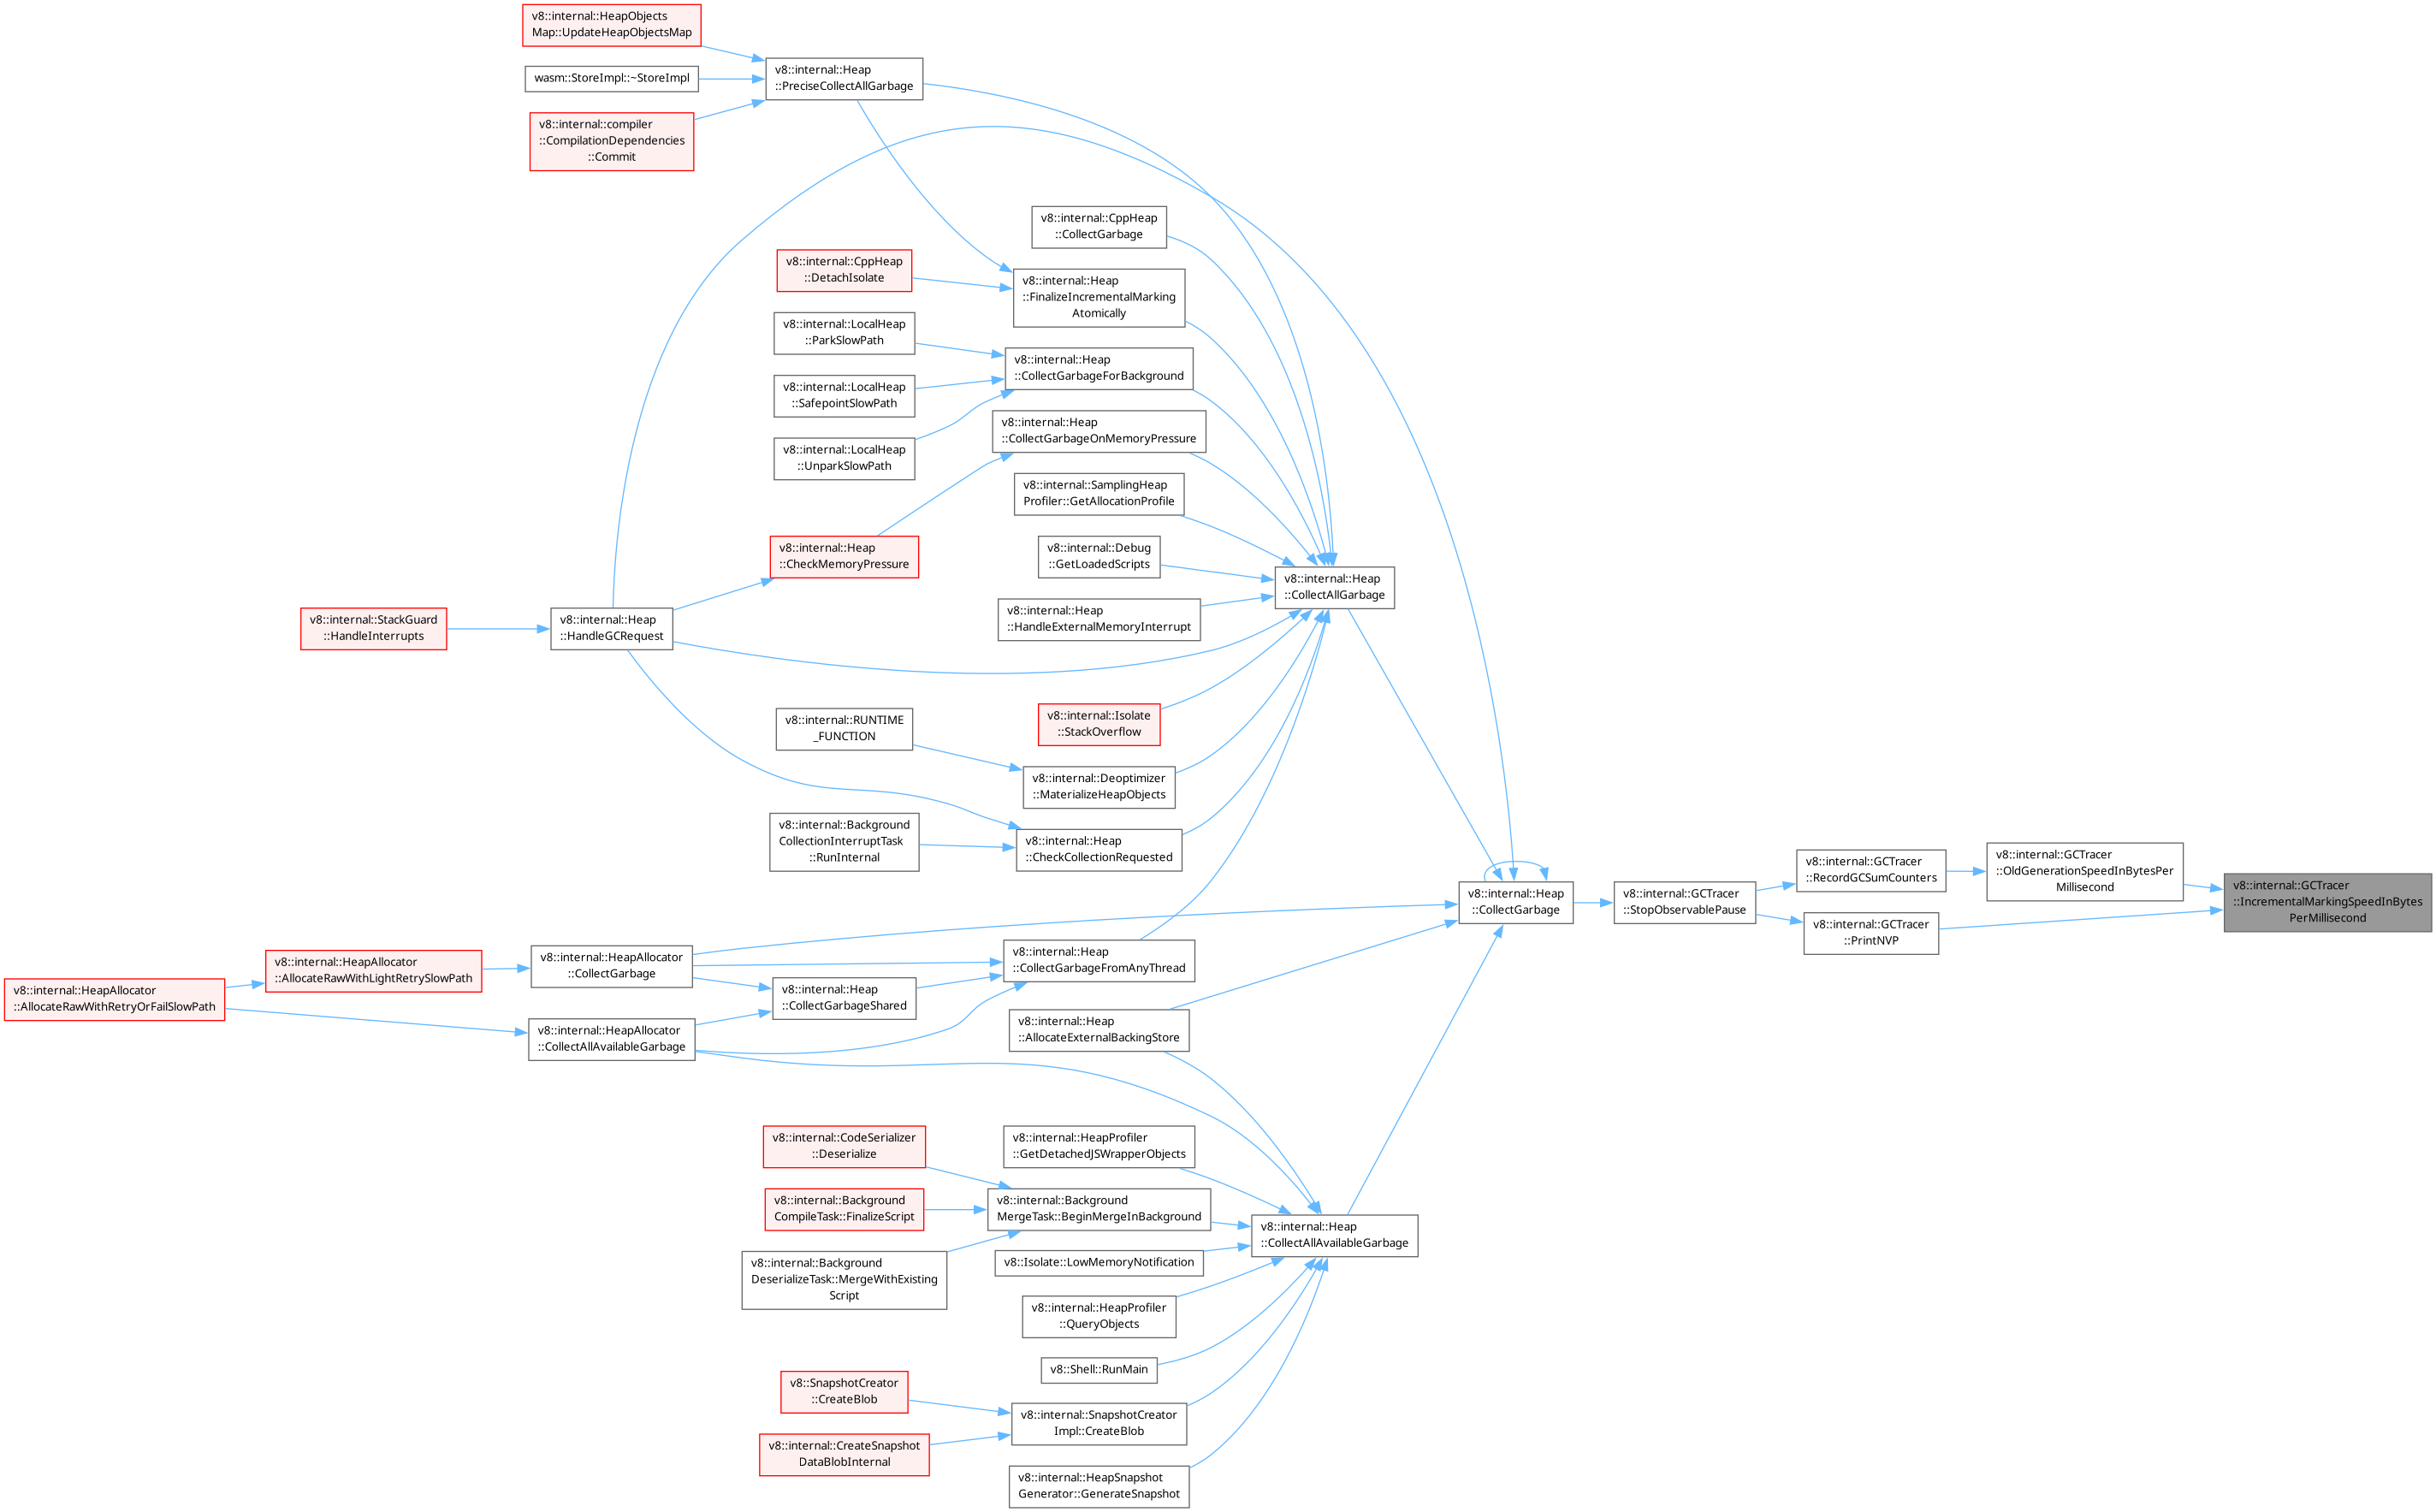 v8::internal::HeapObjects
Map::UpdateHeapObjectsMap
wasm::StoreImpl::~StoreImpl
v8::internal::compiler
::CompilationDependencies
::Commit
v8::internal::Heap
::PreciseCollectAllGarbage
v8::internal::CppHeap
::CollectGarbage
v8::internal::CppHeap
::DetachIsolate
v8::internal::Heap
::FinalizeIncrementalMarking
Atomically
v8::internal::LocalHeap
::ParkSlowPath
v8::internal::LocalHeap
::SafepointSlowPath
v8::internal::LocalHeap
::UnparkSlowPath
v8::internal::Heap
::CollectGarbageForBackground
v8::internal::Heap
::CollectGarbageOnMemoryPressure
v8::internal::SamplingHeap
Profiler::GetAllocationProfile
v8::internal::Heap
::CheckMemoryPressure
v8::internal::Debug
::GetLoadedScripts
v8::internal::Heap
::HandleExternalMemoryInterrupt
v8::internal::Heap
::CollectAllGarbage
v8::internal::StackGuard
::HandleInterrupts
v8::internal::Heap
::HandleGCRequest
v8::internal::Isolate
::StackOverflow
v8::internal::RUNTIME
_FUNCTION
v8::internal::Deoptimizer
::MaterializeHeapObjects
v8::internal::Background
CollectionInterruptTask
::RunInternal
v8::internal::Heap
::CheckCollectionRequested
v8::internal::Heap
::CollectGarbage
v8::internal::GCTracer
::StopObservablePause
v8::internal::GCTracer
::RecordGCSumCounters
v8::internal::GCTracer
::PrintNVP
v8::internal::GCTracer
::OldGenerationSpeedInBytesPer
Millisecond
v8::internal::GCTracer
::IncrementalMarkingSpeedInBytes
PerMillisecond
v8::internal::HeapAllocator
::AllocateRawWithRetryOrFailSlowPath
v8::internal::HeapAllocator
::AllocateRawWithLightRetrySlowPath
v8::internal::HeapAllocator
::CollectGarbage
v8::internal::HeapAllocator
::CollectAllAvailableGarbage
v8::internal::Heap
::CollectGarbageShared
v8::internal::Heap
::CollectGarbageFromAnyThread
v8::internal::Heap
::AllocateExternalBackingStore
v8::internal::CodeSerializer
::Deserialize
v8::internal::Background
CompileTask::FinalizeScript
v8::internal::Background
DeserializeTask::MergeWithExisting
Script
v8::internal::HeapProfiler
::GetDetachedJSWrapperObjects
v8::internal::Background
MergeTask::BeginMergeInBackground
v8::Isolate::LowMemoryNotification
v8::internal::HeapProfiler
::QueryObjects
v8::internal::Heap
::CollectAllAvailableGarbage
v8::Shell::RunMain
v8::SnapshotCreator
::CreateBlob
v8::internal::CreateSnapshot
DataBlobInternal
v8::internal::SnapshotCreator
Impl::CreateBlob
v8::internal::HeapSnapshot
Generator::GenerateSnapshot